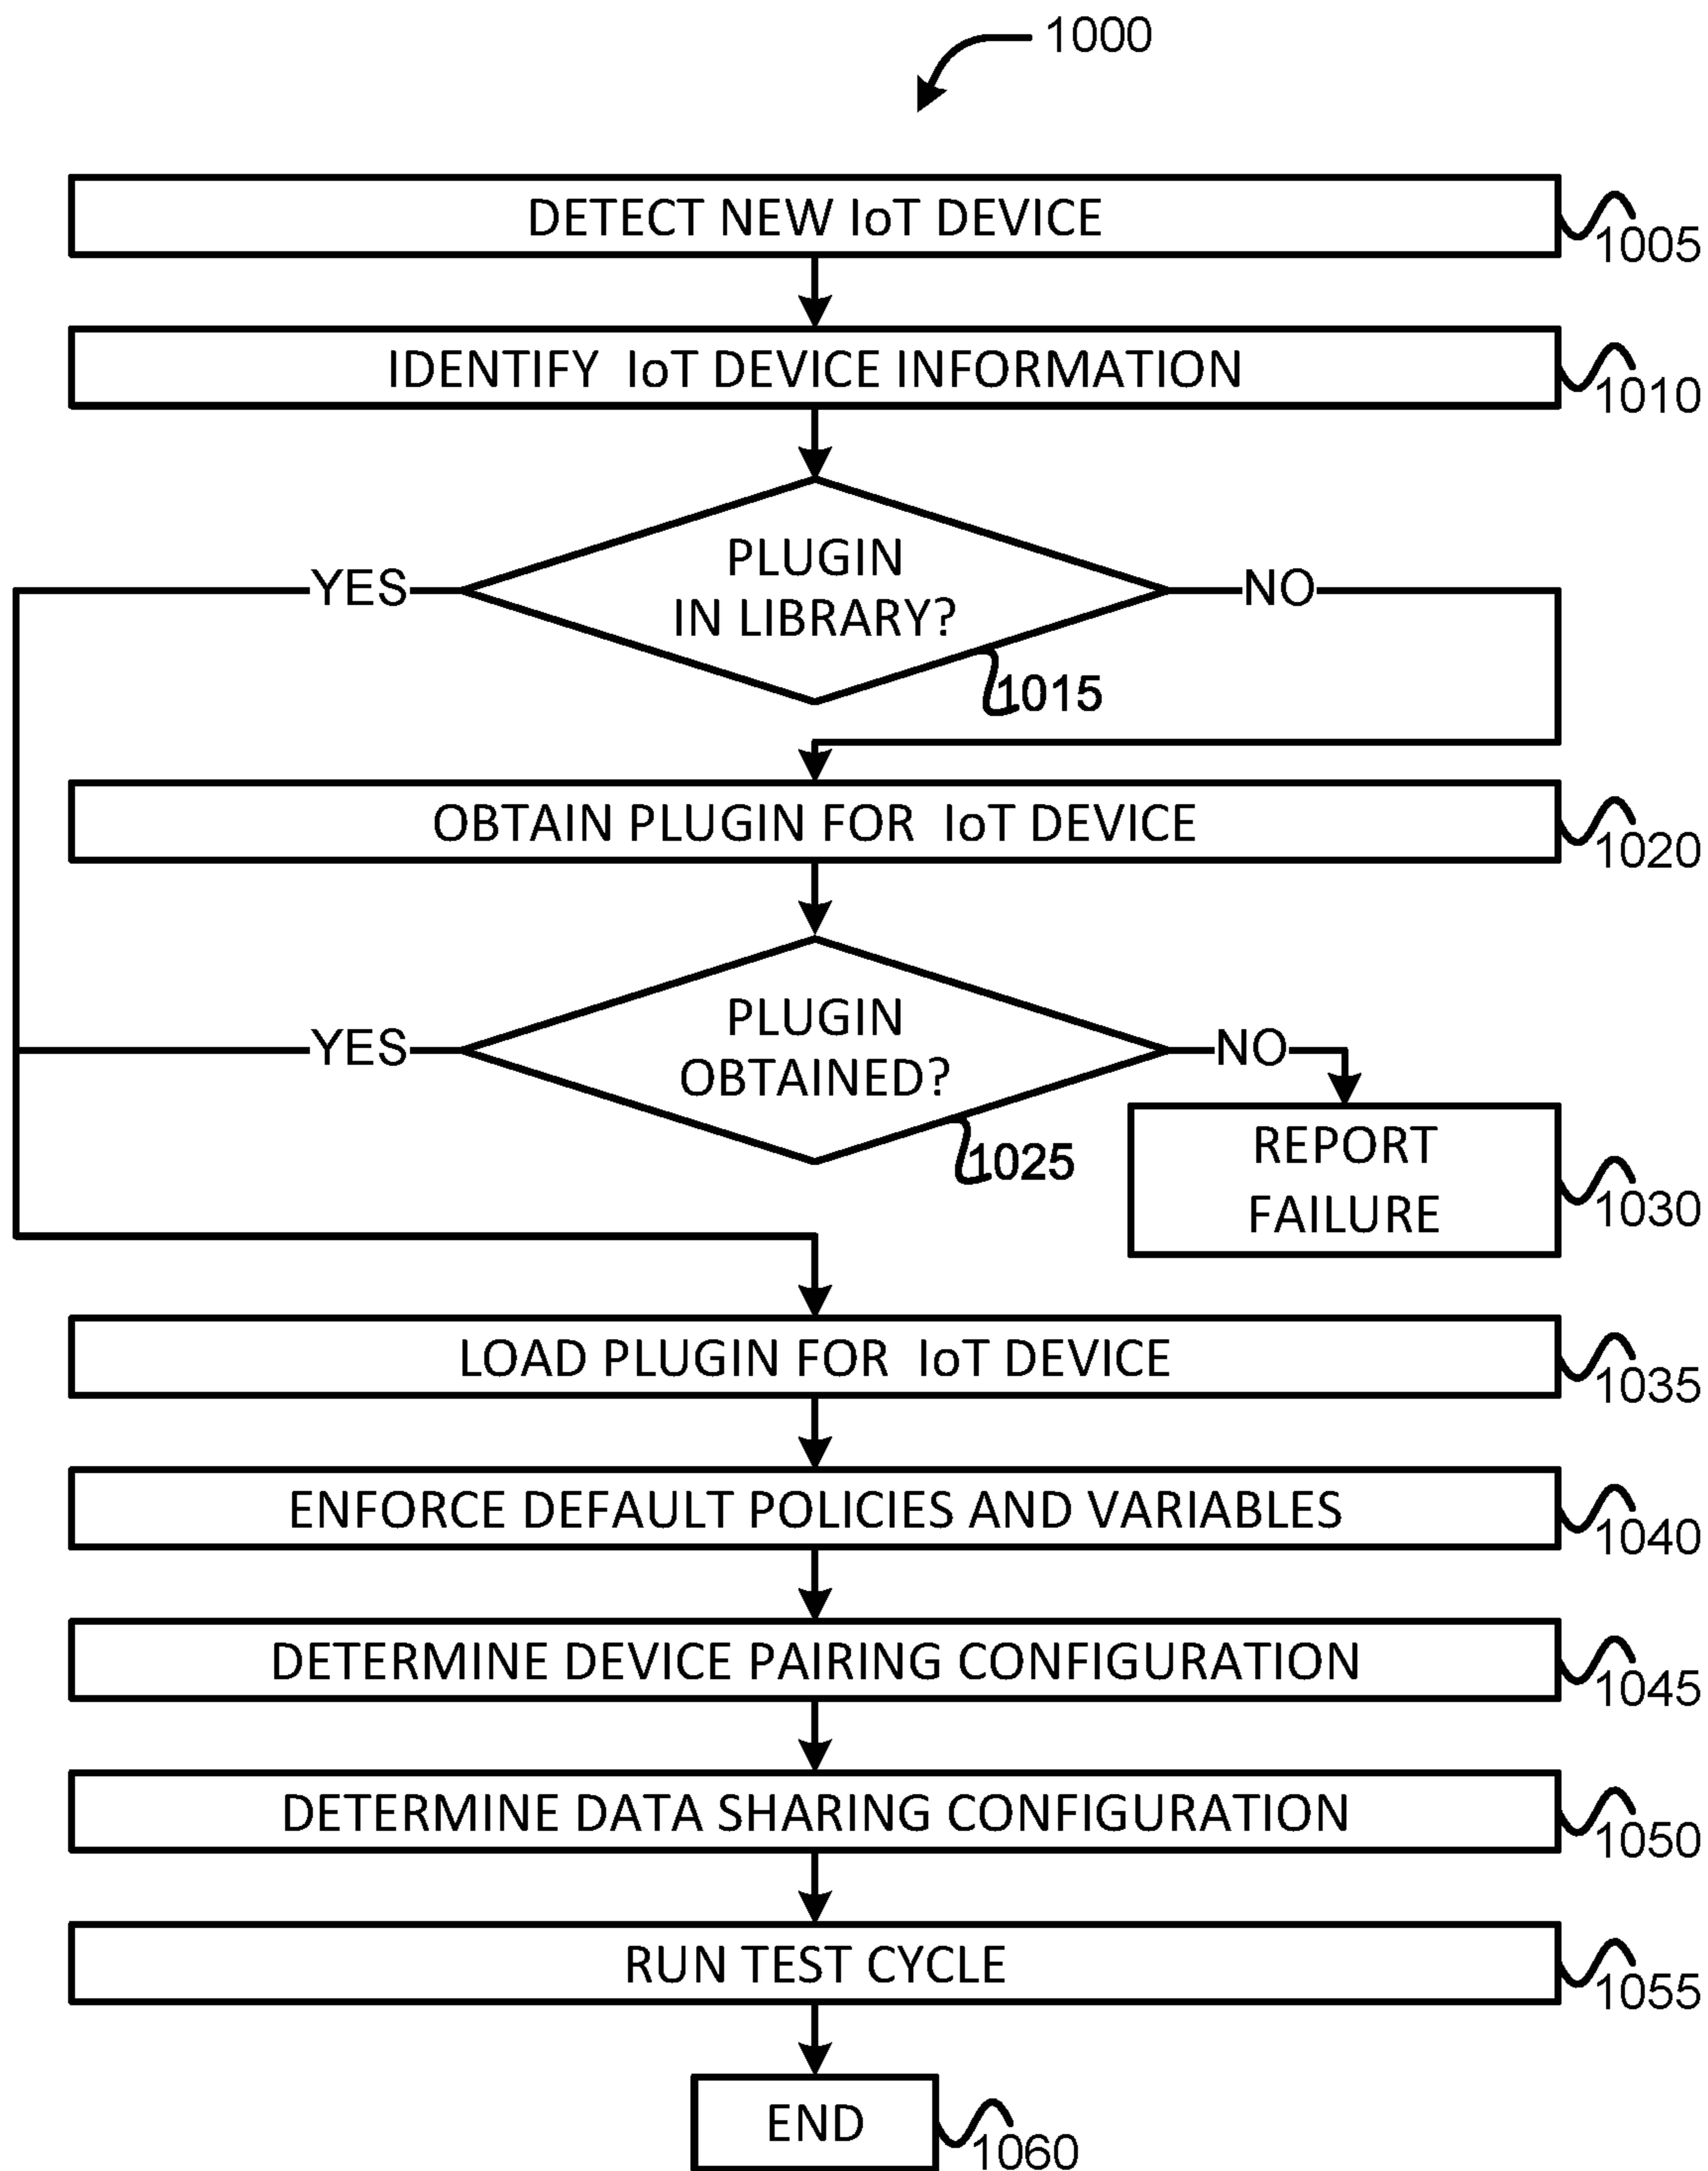 1000
DETECT NEW IoT DEVICE
1005
IDENTIFY IoT DEVICE INFORMATION
1010
PLUGIN
IN LIBRARY?
YES
NO
1015
OBTAIN PLUGIN FOR IoT DEVICE
1020
PLUGIN
OBTAINED?
YES
NO
1025
REPORT
FAILURE
1030
LOAD PLUGIN FOR IoT DEVICE
1035
ENFORCE DEFAULT POLICIES AND VARIABLES
1040
DETERMINE DEVICE PAIRING CONFIGURATION
1045
DETERMINE DATA SHARING CONFIGURATION
1050
RUN TEST CYCLE
1055
END
1060